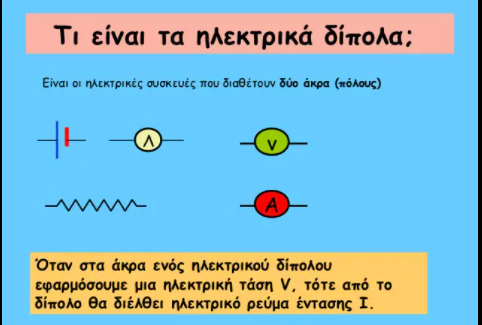 Τι είναι τα ηλεκτρικά δίπολα;
Είναι οι ηλεκτρικές συσκευές που διαθέτουν δύο άκρα (πόλους)
Λ
V
A
Όταν στα άκρα ενός ηλεκτρικού δίπολου
εφαρμόσουμε μια ηλεκτρική τάση V, τότε από το
δίπολο θα διέλθει ηλεκτρικό ρεύμα έντασης Ι.